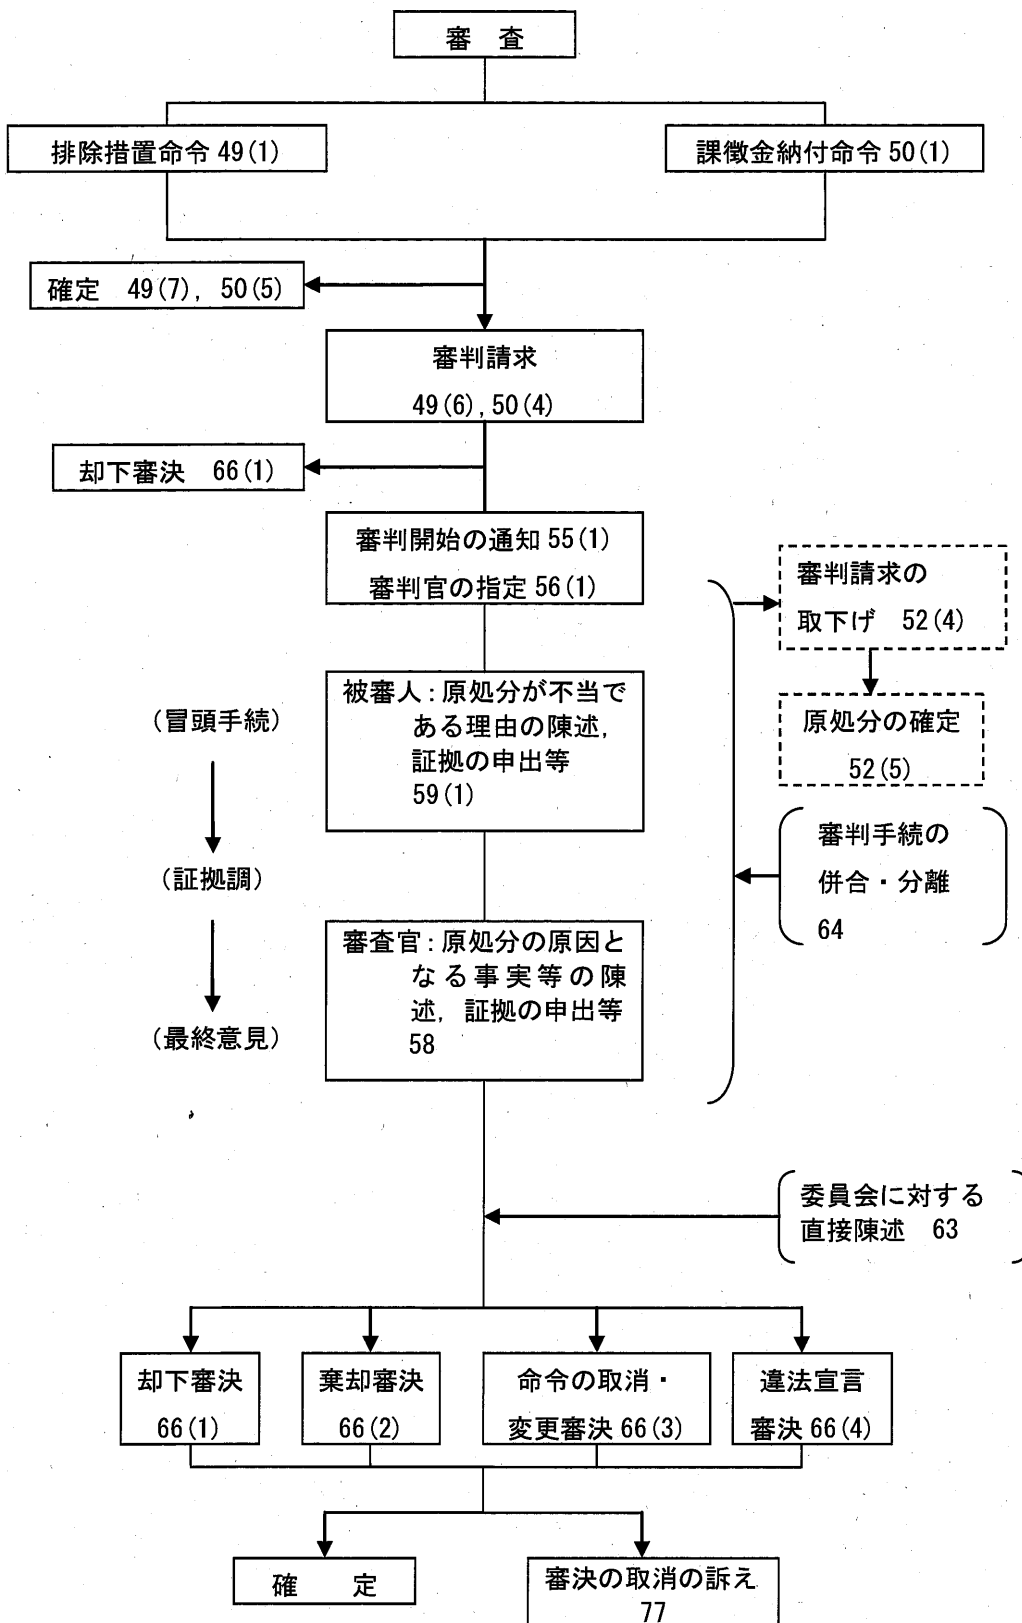 審　査
排除措置命令 49(1)
課徴金納付命令 50(1)
確定　49(7)，50(5)
審判請求
49(6)，50(4)
却下審決　66(1)
審判開始の通知 55(1)
審判官の指定 56(1)
審判請求の
取下げ　52(4)
原処分の確定
52(5)
(冒頭手続)
被審人：原処分が不当で
ある理由の陳述，
証拠の申出等
59(1)
審判手続の
併合・分離
64
(証拠調)
審査官：原処分の原因と
なる事実等の陳
述，証拠の申出等
58
(最終意見)
委員会に対する
直接陳述　63
却下審決
66(1)
棄却審決
66(2)
命令の取消・
変更審決 66(3)
違法宣言
審決 66(4)
確　　定
審決の取消の訴え
77